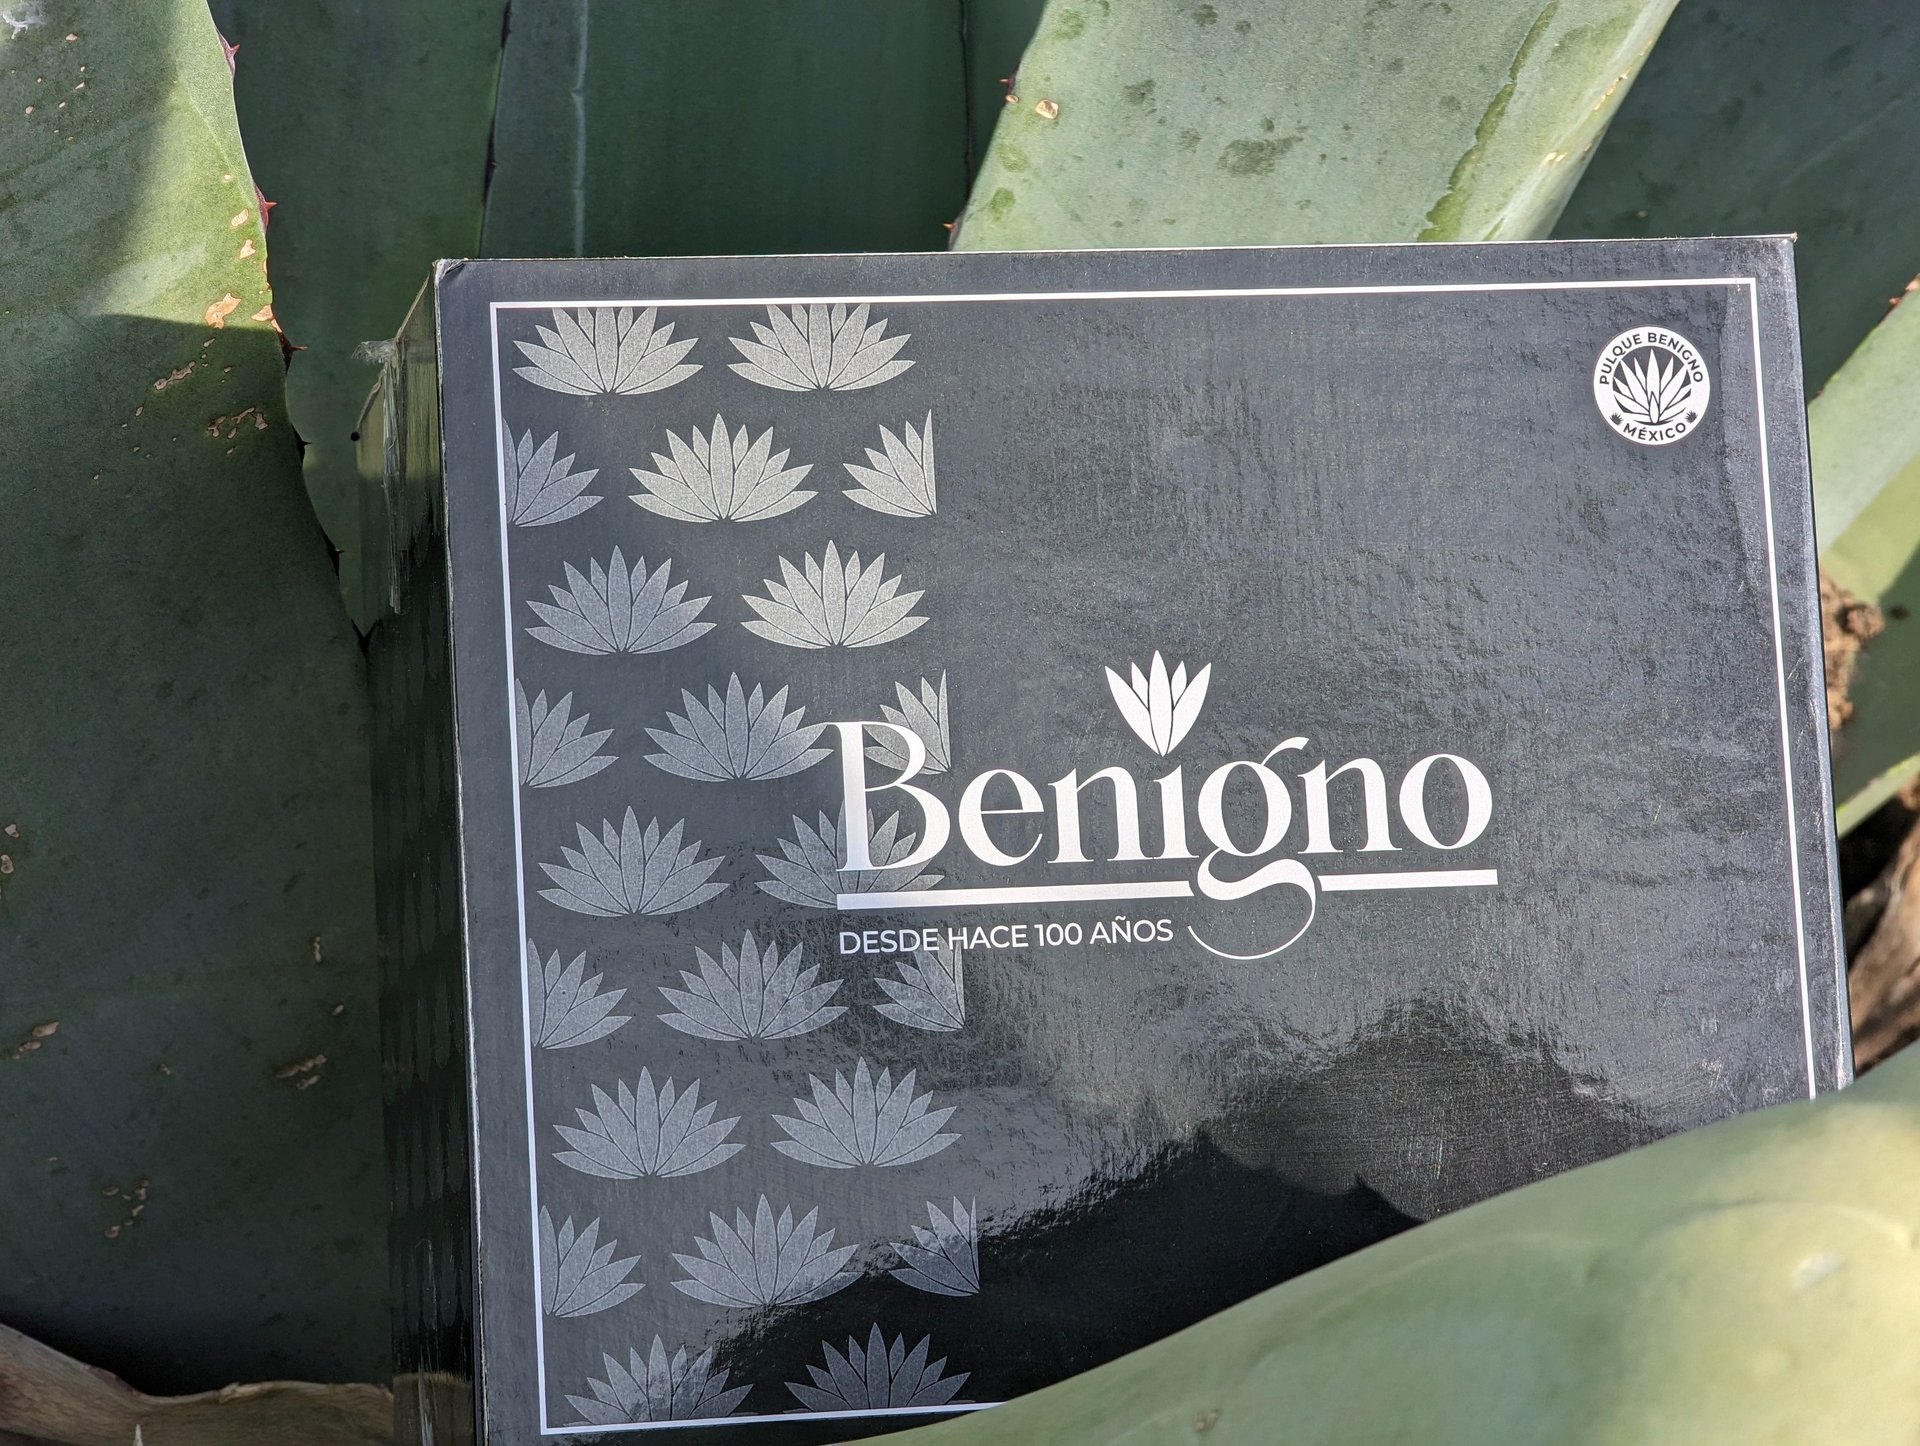 PULQUE BENIGNO
MÉXICO
Benigno
DESDE HACE 100 AÑOS